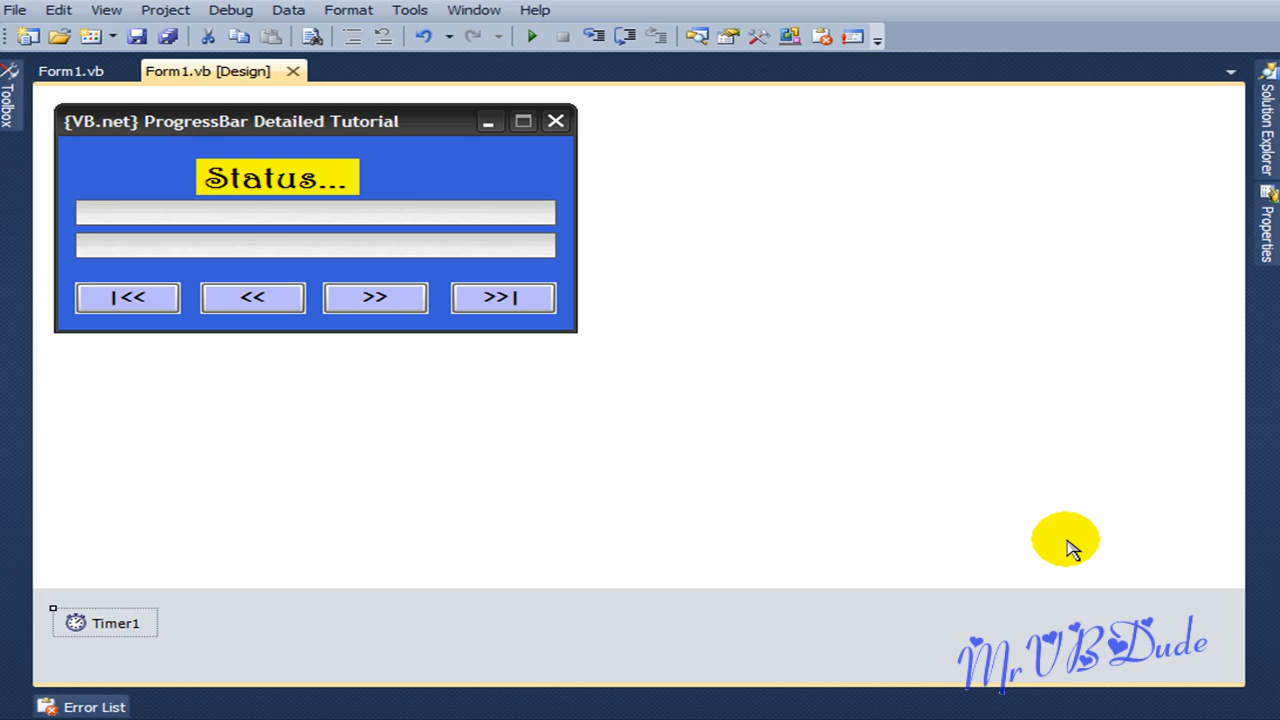 File Edit View Project Debug Data Format Tools Window Help
Form1.vb Form1.vb [Design]
Toolbox
Solution Explorer
Properties
{VB.net} ProgressBar Detailed Tutorial
Status...
|<< << >> >>|
Timer1
MrVBDude
Error List